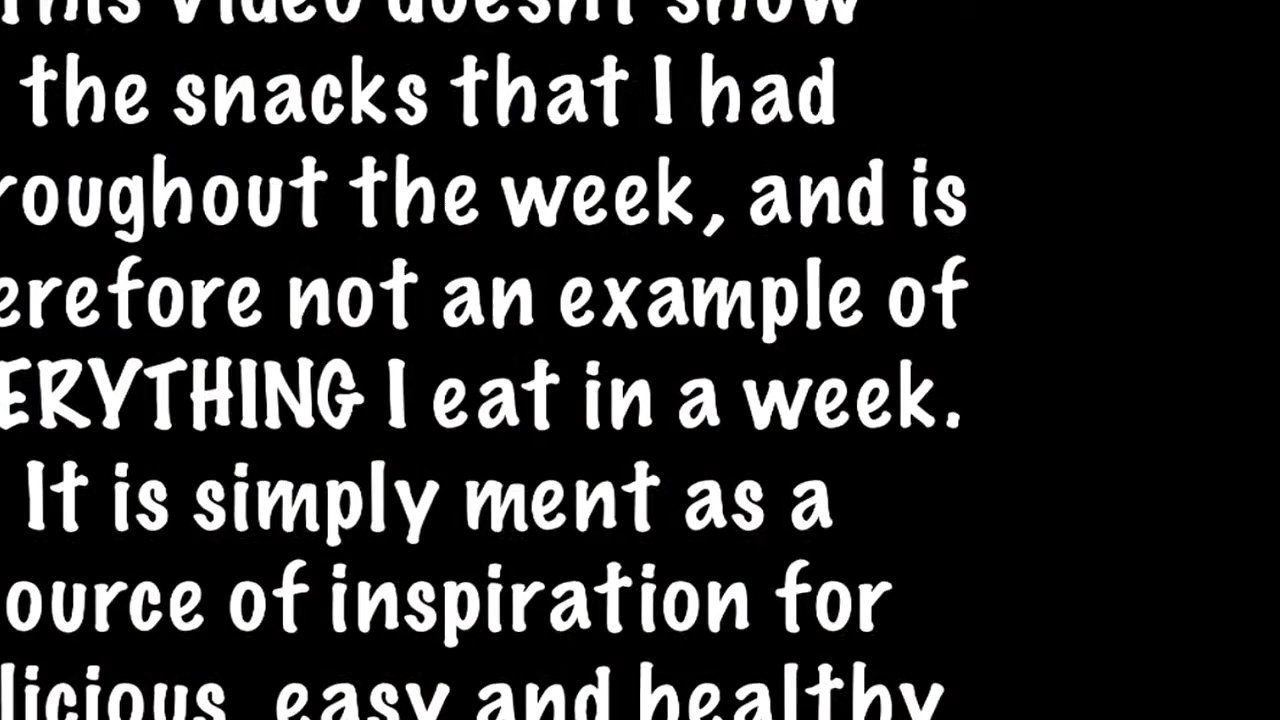 This video doesnt show
the snacks that I had
roughout the week, and is
erefore not an example of
ERYTHING I eat in a week.
It is simply ment as a
ource of inspiration for
licious, easy and healthy